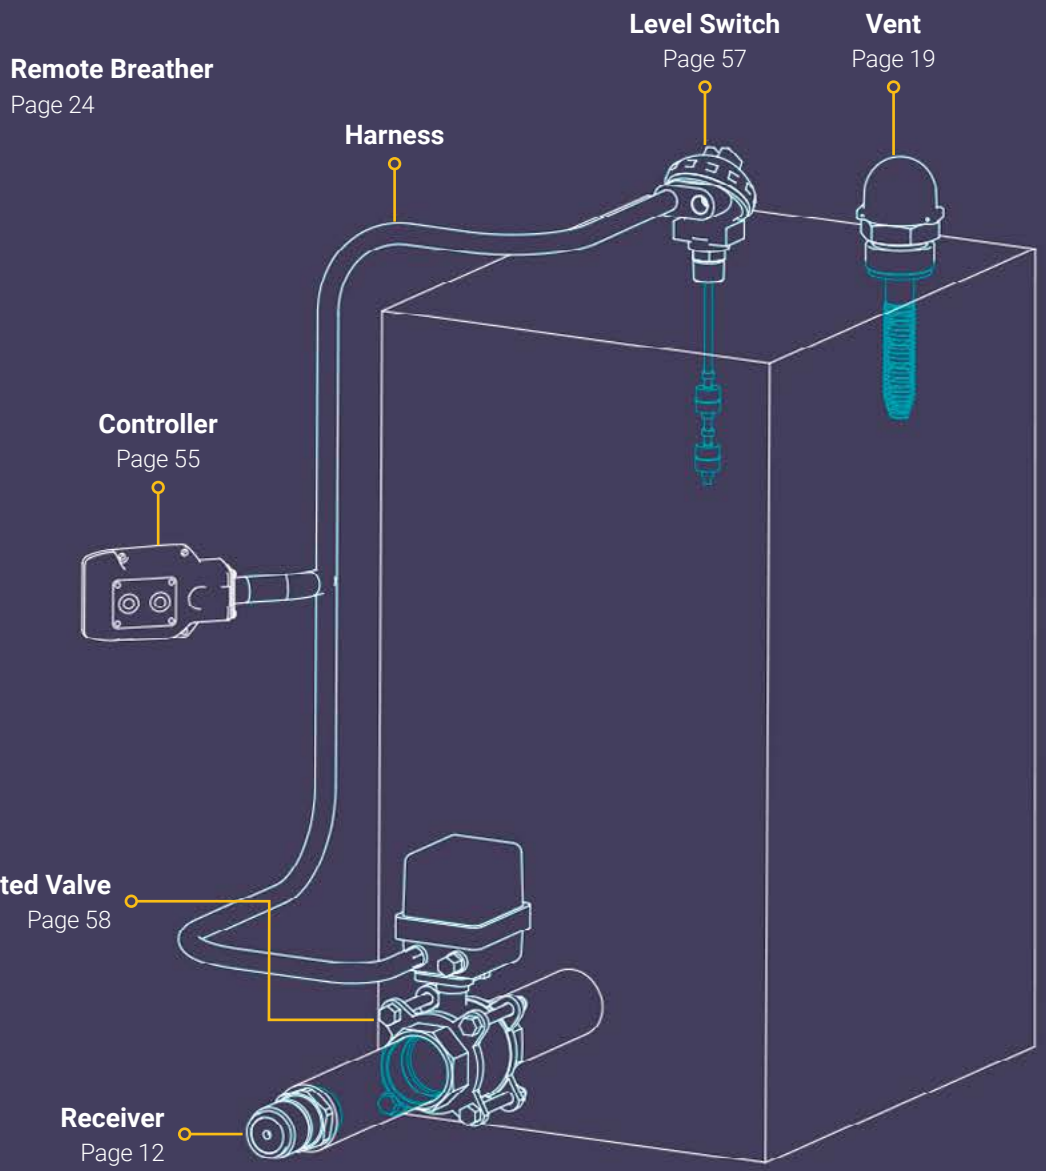 Level Switch
Page 57
Vent
Page 19
Remote Breather
Page 24
Harness
Controller
Page 55
ted Valve
Page 58
Receiver
Page 12